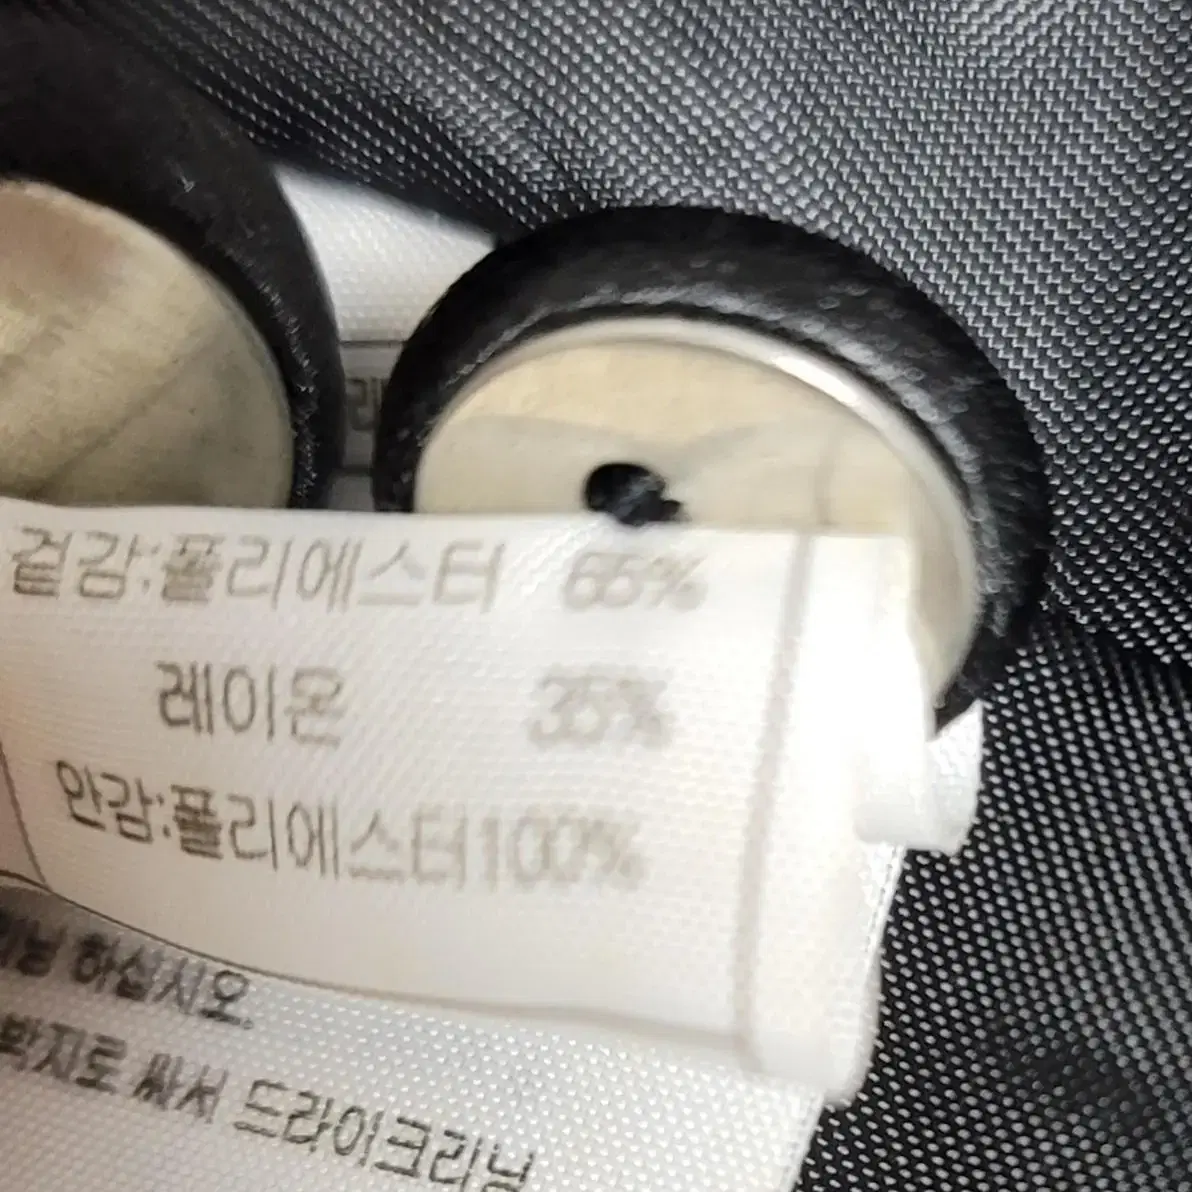 겉감:폴리에스터 65%
레이온 35%
안감:폴리에스터100%
하십시오.
싸서 드라이크리닝